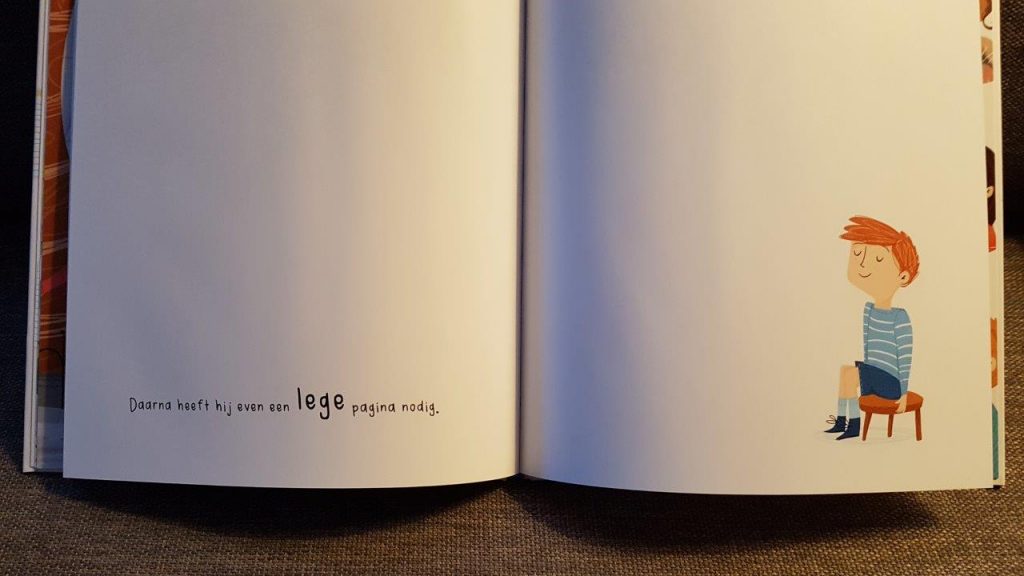 Daarna heeft hij even een lege pagina nodig.